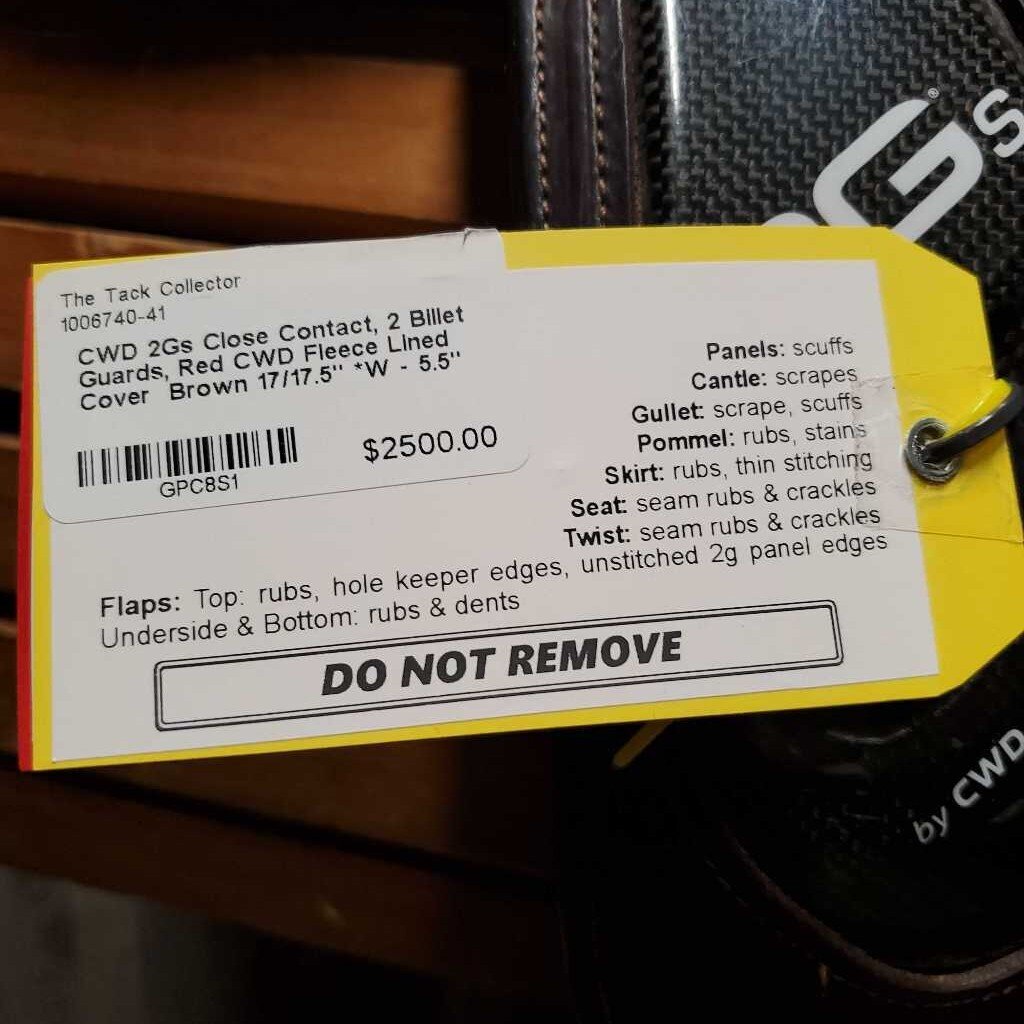 The Tack Collector
1006740-41
CWD 2Gs Close Contact, 2 Billet
Guards, Red CWD Fleece Lined
Cover Brown 17/17.5" *W - 5.5"
$2500.00
GPC8S1
Panels: scuffs
Cantle: scrapes
Gullet: scrape, scuffs
Pommel: rubs, stains
Skirt: rubs, thin stitching
Seat: seam rubs & crackles
Twist: seam rubs & crackles
Flaps: Top: rubs, hole keeper edges, unstitched 2g panel edges
Underside & Bottom: rubs & dents
DO NOT REMOVE
Gs
by CWD